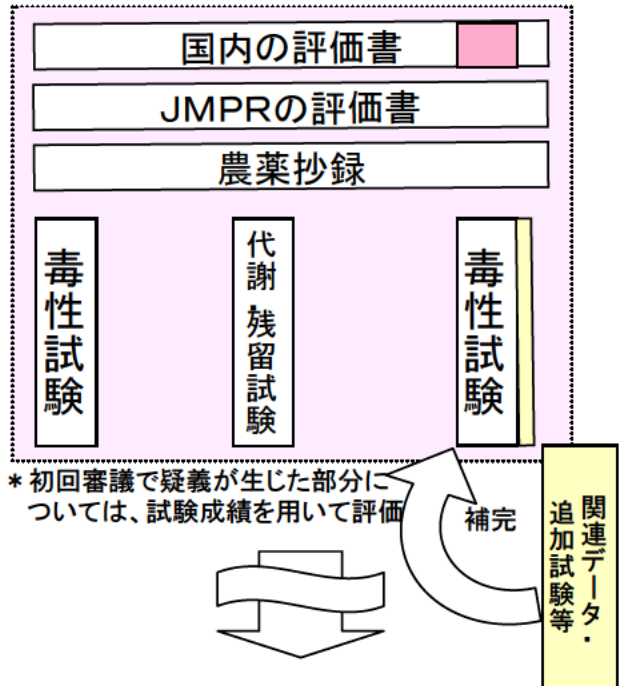 国内の評価書
JMPRの評価書
農薬抄録
毒性試験
代謝・残留試験
毒性試験
*初回審議で疑義が生じた部分に
ついては、試験成績を用いて評価
補完
関連データ・
追加試験等